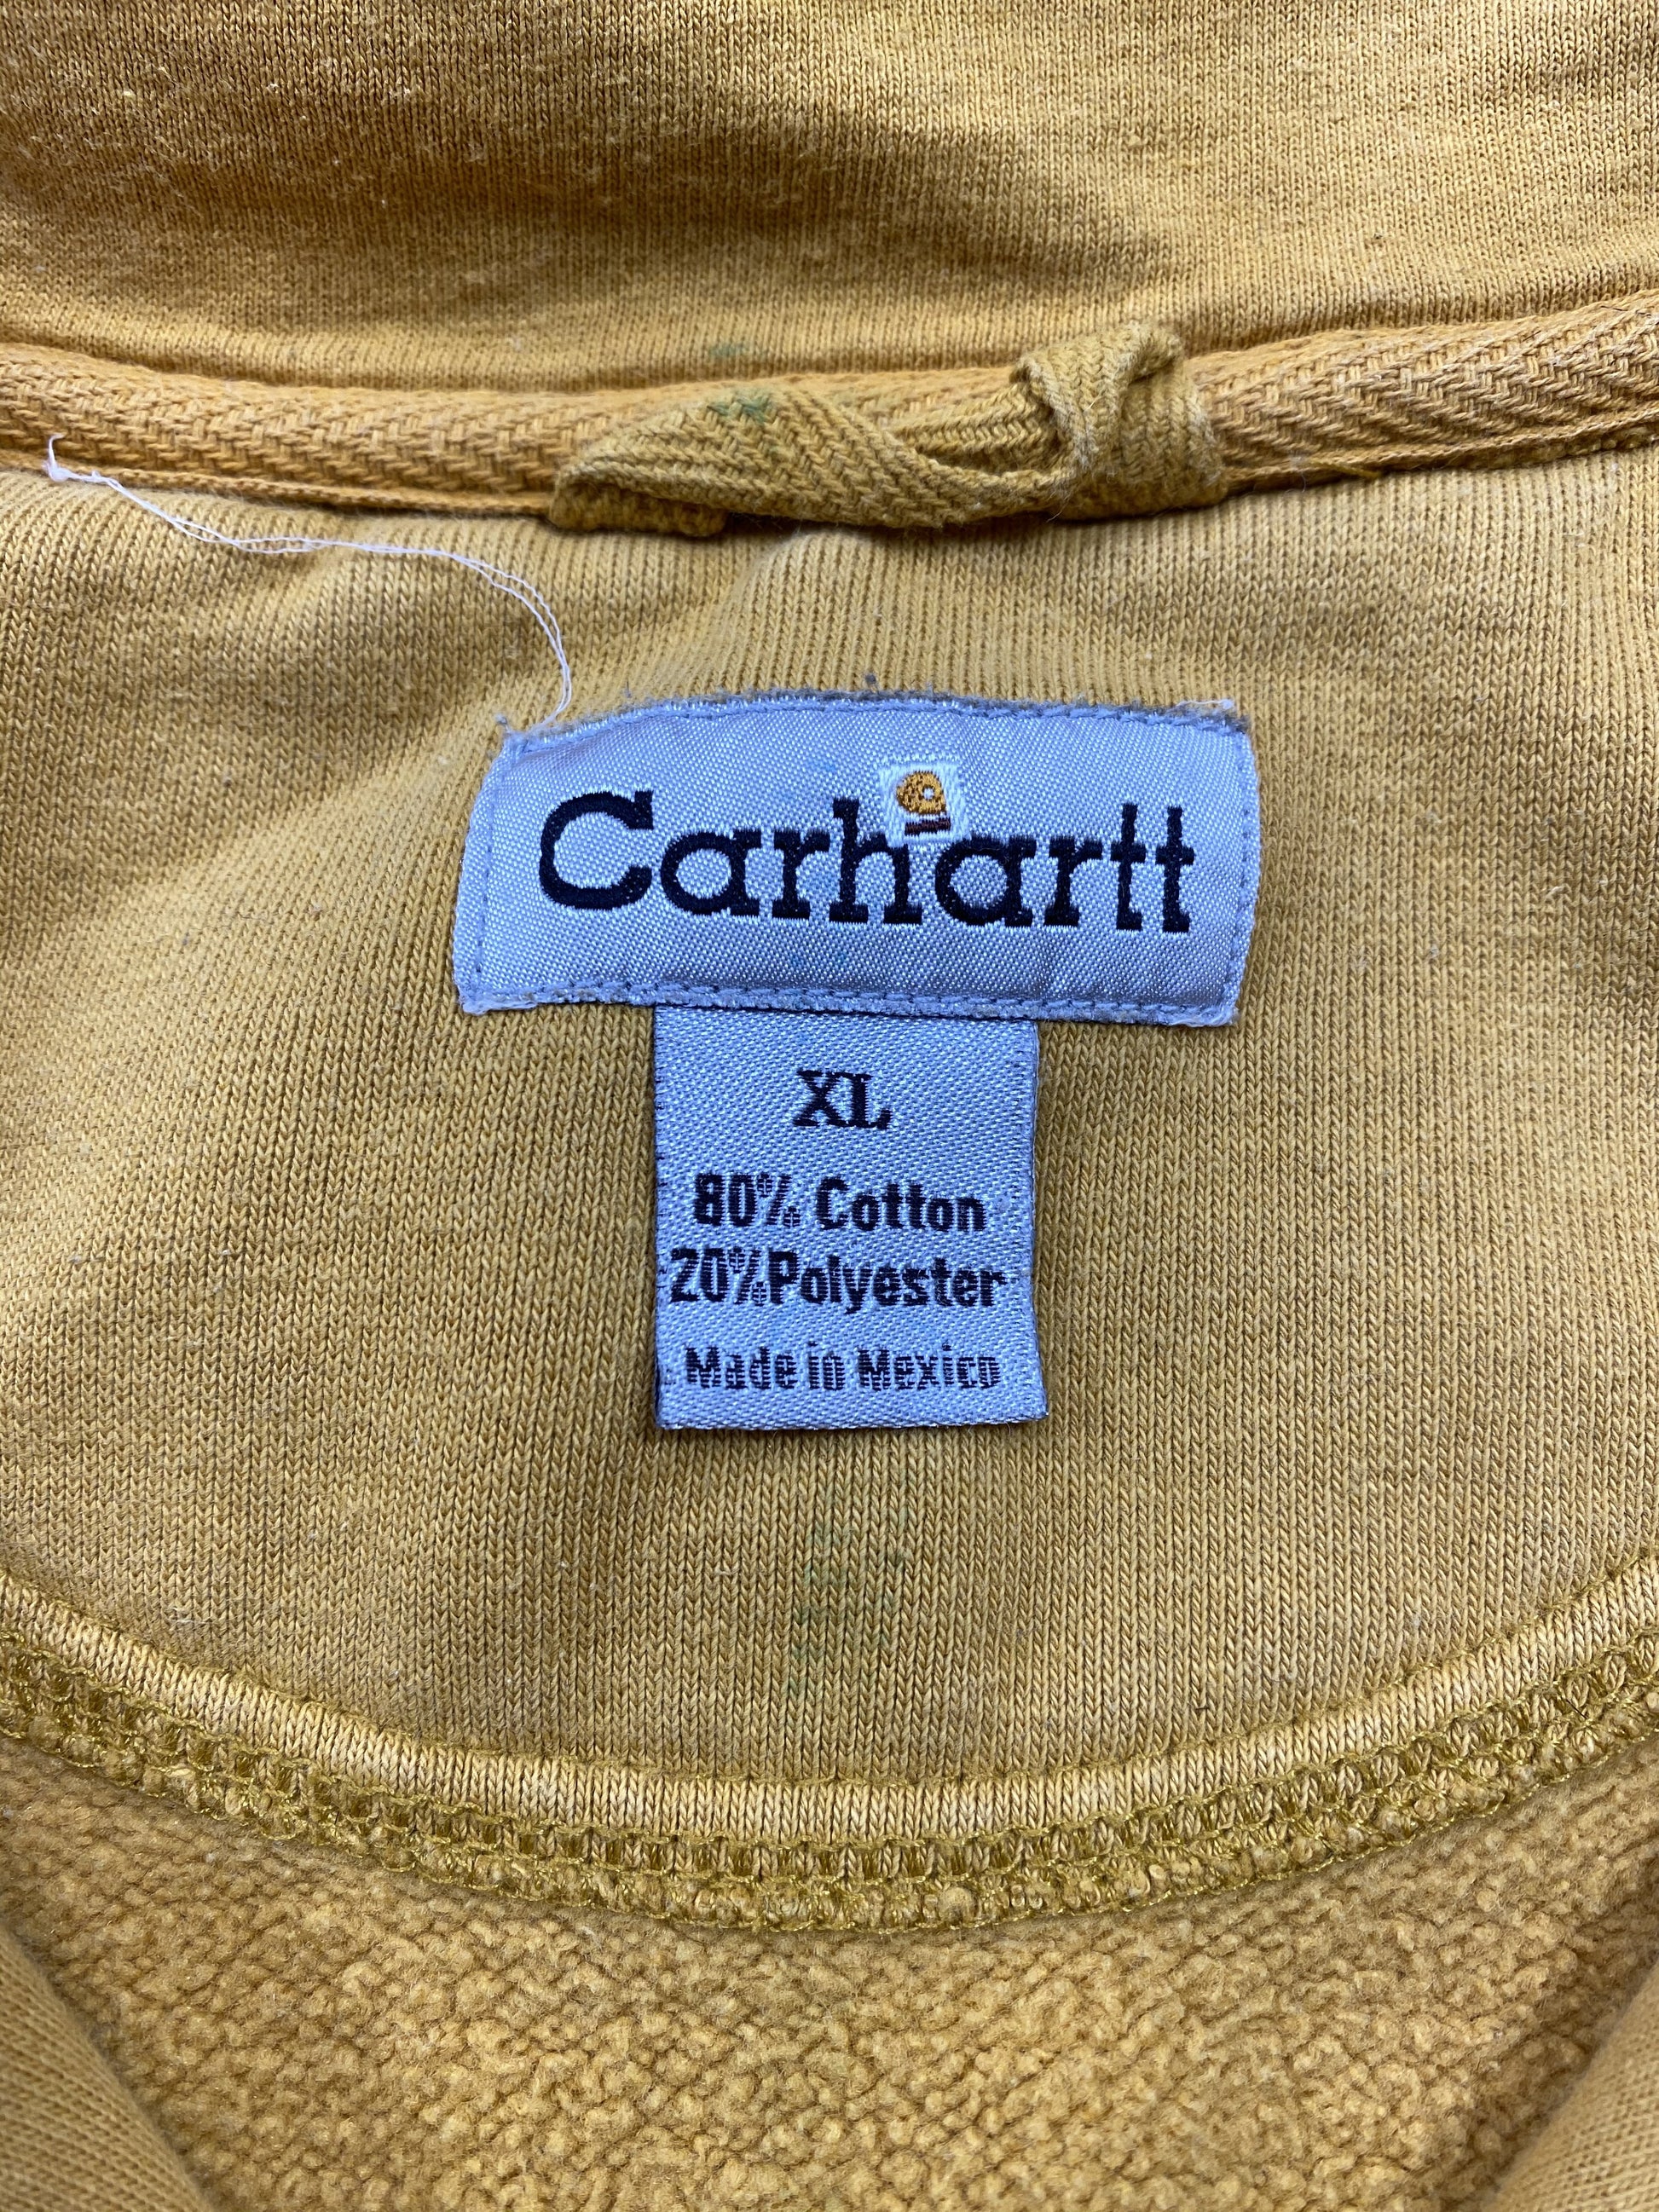 Carhartt
XL
80% Cotton
20% Polyester
Made in Mexico